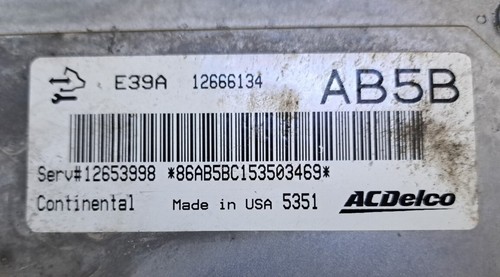 E39A 12666134 AB5B
Serv#12653998 *86AB5BC153503469*
Continental Made in USA 5351 ACDelco